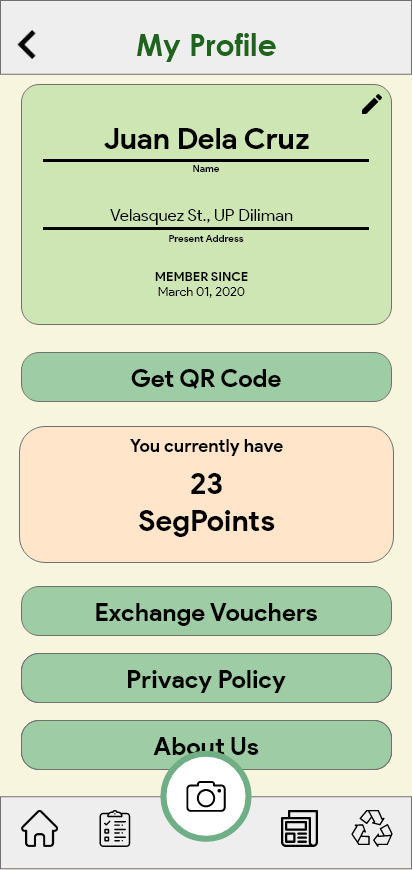 My Profile
Juan Dela Cruz
Name
Velasquez St., UP Diliman
Present Address
MEMBER SINCE
March 01, 2020
Get QR Code
You currently have
23
SegPoints
Exchange Vouchers
Privacy Policy
About Us